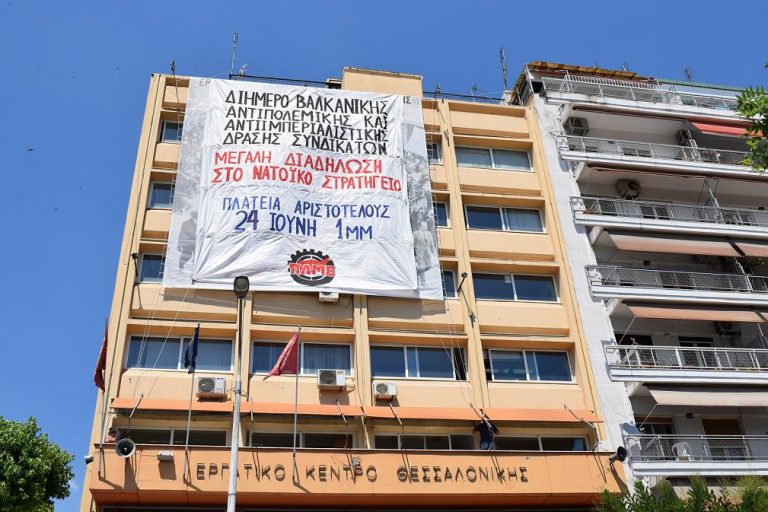 ΔΙΗΜΕΡΟ ΒΑΛΚΑΝΙΚΗΣ
ΑΝΤΙΠΟΛΕΜΙΚΗΣ ΚΑΙ
ΑΝΤΙΙΜΠΕΡΙΑΛΙΣΤΙΚΗΣ
ΔΡΑΣΗΣ ΣΥΝΔΙΚΑΤΩΝ
ΜΕΓΑΛΗ ΔΙΑΔΗΛΩΣΗ
ΣΤΟ ΝΑΤΟΪΚΟ ΣΤΡΑΤΗΓΕΙΟ
ΠΛΑΤΕΙΑ ΑΡΙΣΤΟΤΕΛΟΥΣ
24 ΙΟΥΝΗ 1ΜΜ
ΠΑΜΕ
ΕΡΓΑΤΙΚΟ ΚΕΝΤΡΟ ΘΕΣΣΑΛΟΝΙΚΗΣ